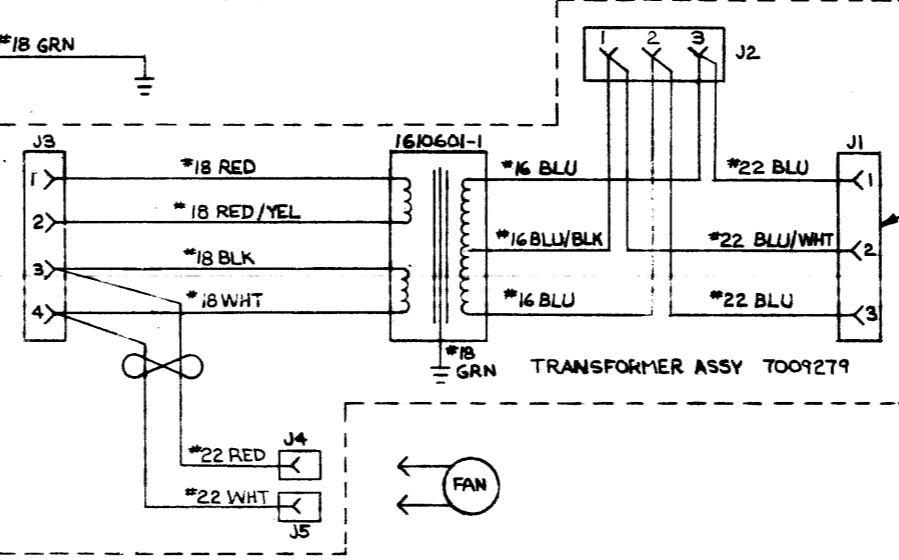 #18 GRN
J2
1 2 3
J3
1610601-1
J1
1
#18 RED
#16 BLU
#22 BLU
1
2
#18 RED/YEL
#16 BLU/BLK
#22 BLU/WHT
2
3
#18 BLK
4
#18 WHT
#16 BLU
#22 BLU
3
#18
GRN
TRANSFORMER ASSY 7009279
J4
#22 RED
#22 WHT
J5
FAN